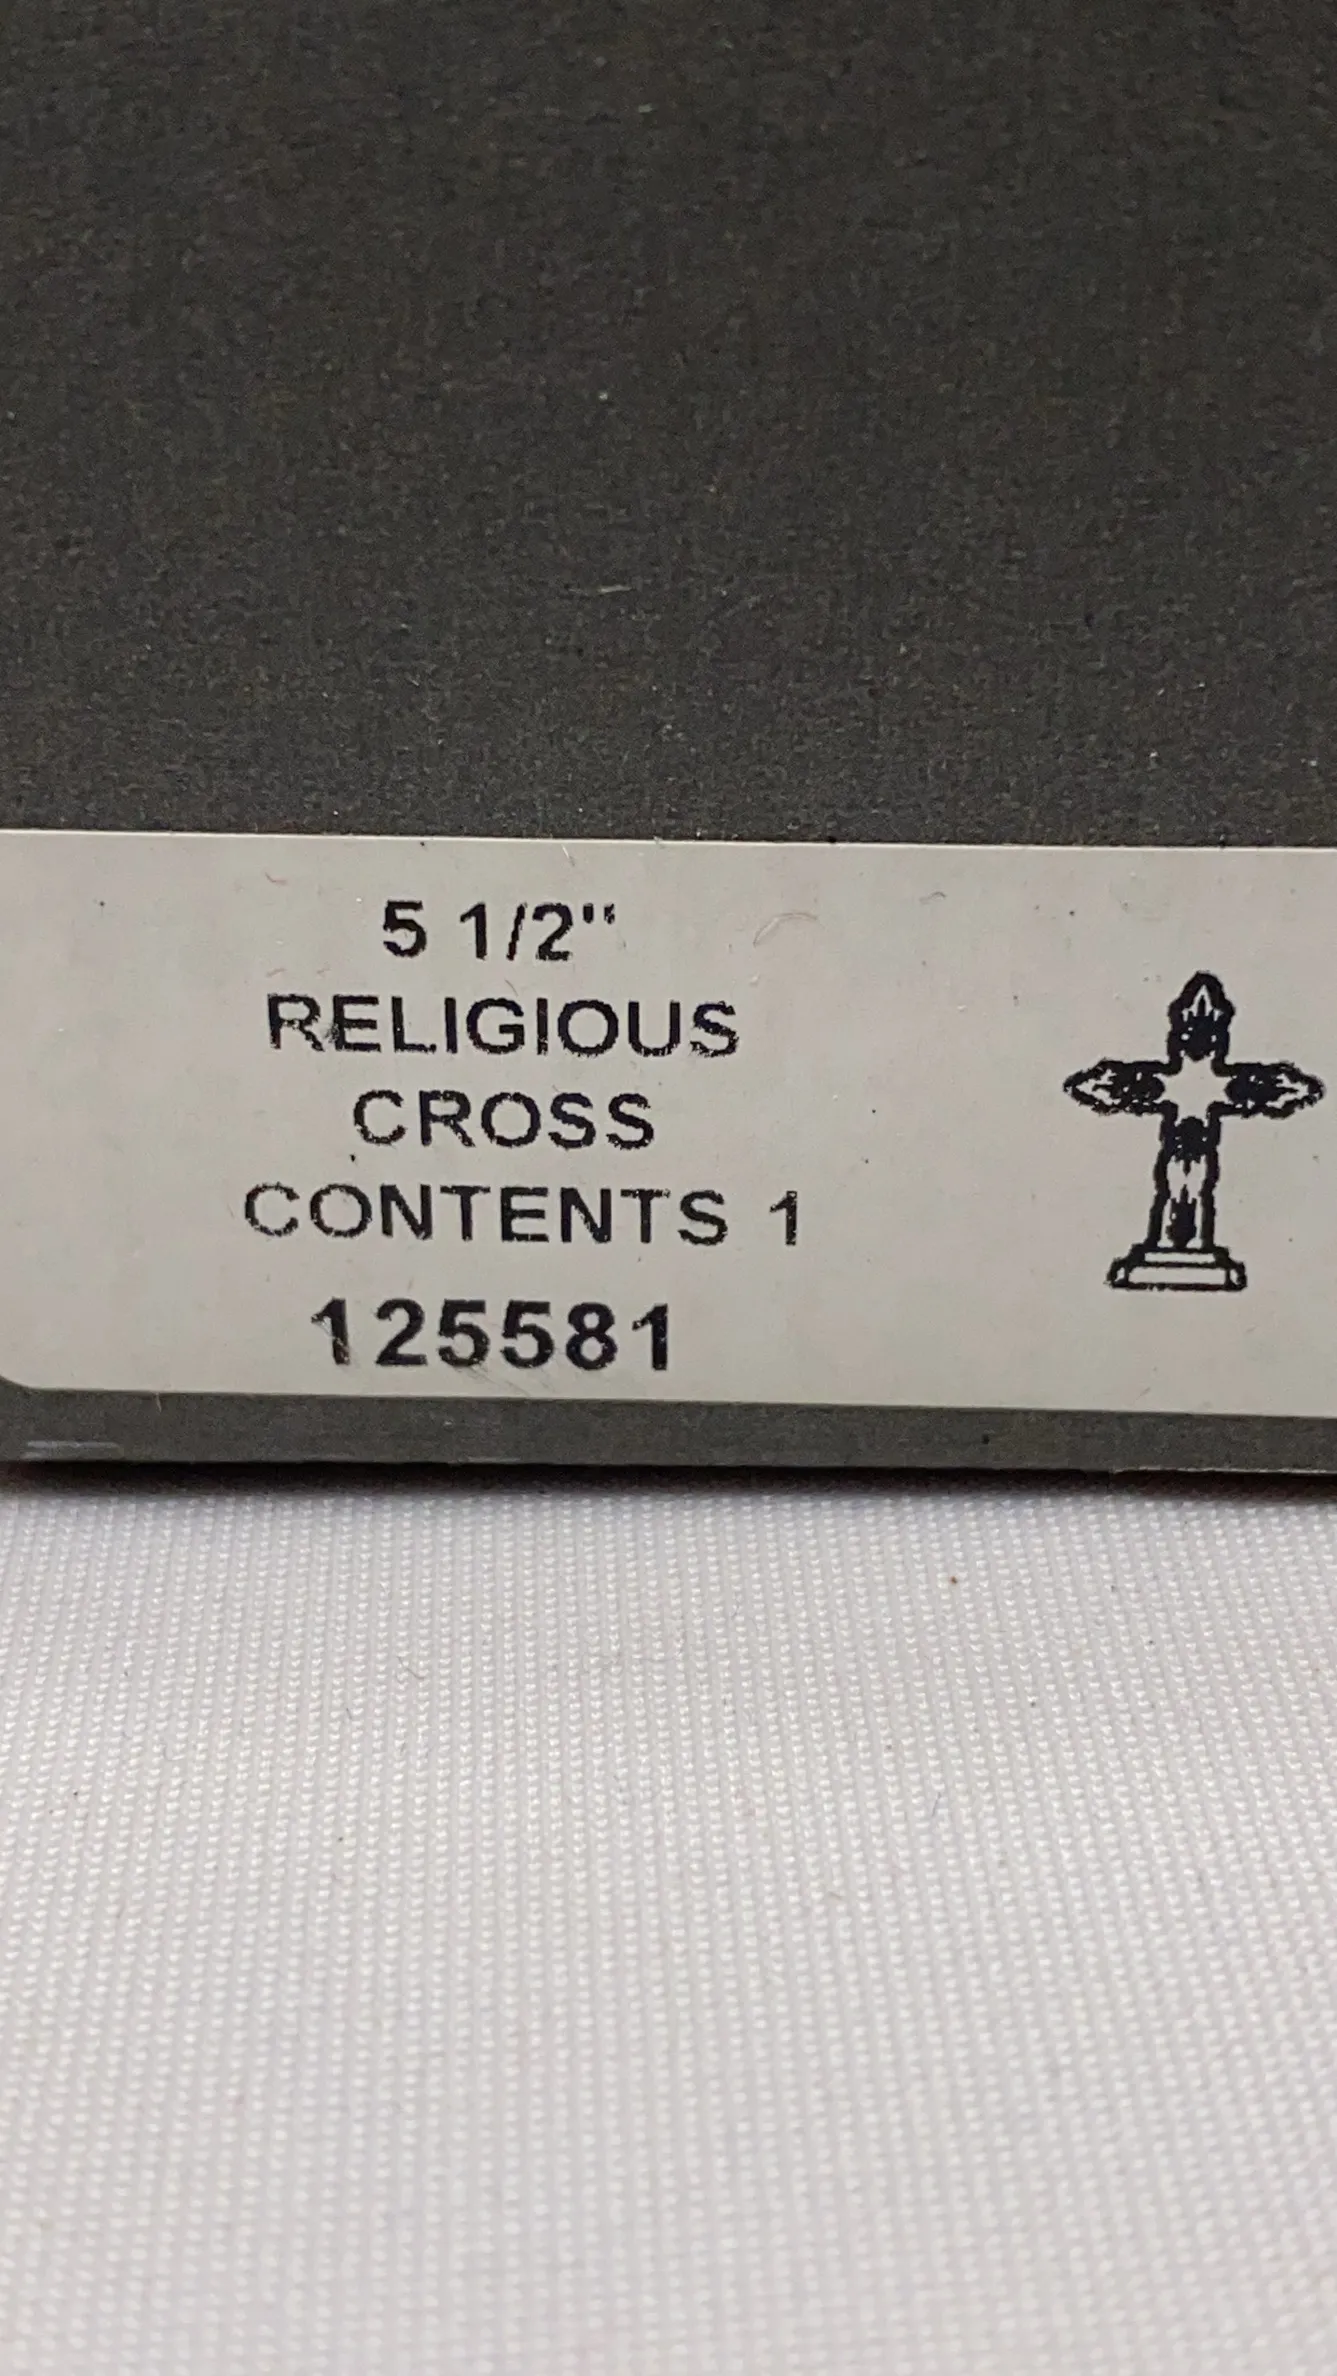 5 1/2"
RELIGIOUS
CROSS
CONTENTS 1
125581